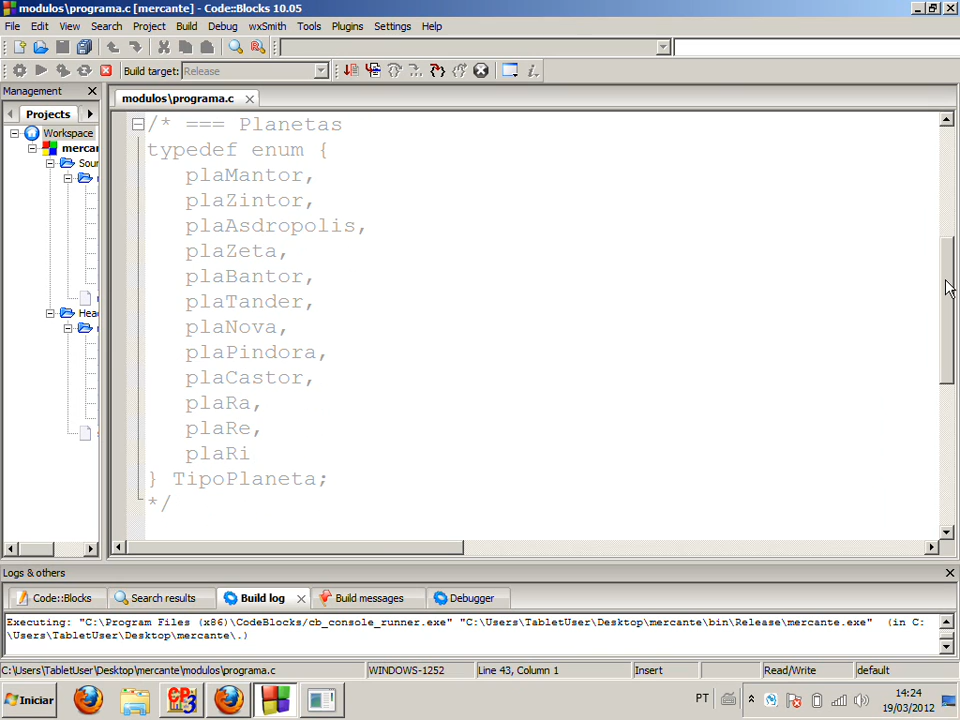 modulos\programa.c [mercante] - Code::Blocks 10.05
File Edit View Search Project Build Debug wxSmith Tools Plugins Settings Help
Build target: Release
Management
modulos\programa.c
Projects
Workspace
mercan
Sour
Head
/* === Planetas
typedef enum {
plaMantor,
plaZintor,
plaAsdropolis,
plaZeta,
plaBantor,
plaTander,
plaNova,
plaPindora,
plaCastor,
plaRa,
plaRe,
plaRi
} TipoPlaneta;
*/
Logs & others
Code::Blocks Search results Build log Build messages Debugger
Executing: "C:\Program Files (x86)\CodeBlocks/cb_console_runner.exe" "C:\Users\TabletUser\Desktop\mercante\bin\Release\mercante.exe" (in C:
\Users\TabletUser\Desktop\mercante\.)
C:\Users\TabletUser\Desktop\mercante\modulos\programa.c WINDOWS-1252 Line 43, Column 1 Insert Read/Write default
Iniciar PT 14:24
19/03/2012